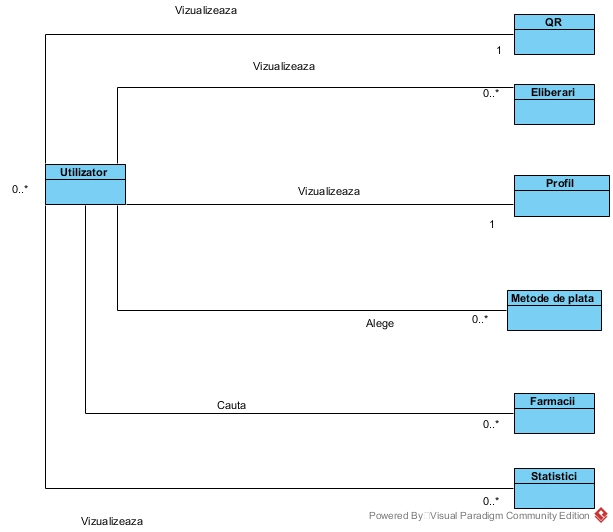 Vizualizeaza
QR
1
Vizualizeaza
Eliberari
0..*
Utilizator
0..*
Profil
Vizualizeaza
1
Metode de plata
0..*
Alege
Farmacii
Cauta
0..*
Statistici
0..*
Powered By Visual Paradigm Community Edition
Vizualizeaza